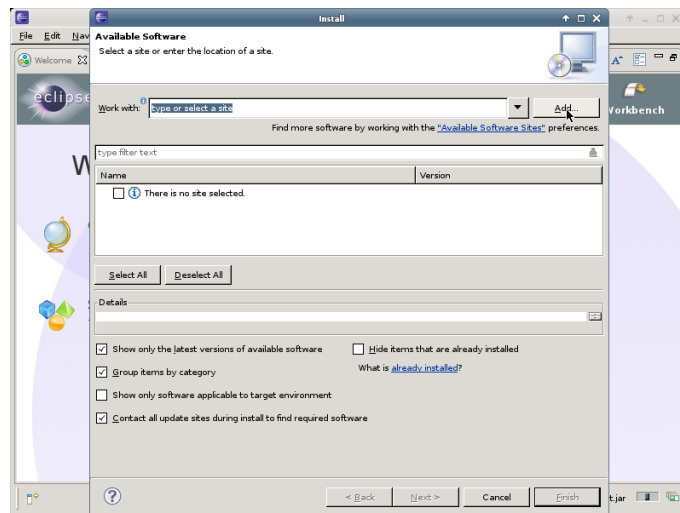 Install
File Edit Nav
Available Software
Select a site or enter the location of a site.
Welcome
eclipse
Work with: type or select a site
Add...
Workbench
Find more software by working with the "Available Software Sites" preferences.
type filter text
W
Name Version
There is no site selected.
Select All Deselect All
Details
Show only the latest versions of available software
Hide items that are already installed
Group items by category
What is already installed?
Show only software applicable to target environment
Contact all update sites during install to find required software
< Back Next > Cancel Finish
t.jar